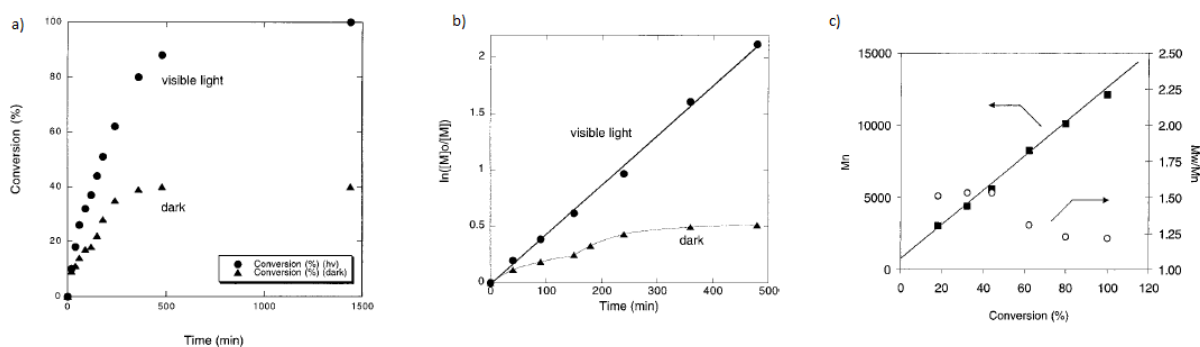 a)
100
80
60
40
20
0
Conversion (%)
visible light
dark
Conversion (%) (hv)
Conversion (%) (dark)
0
500
1000
1500
Time (min)
b)
2
1.5
1
0.5
0
ln([M]o/[M])
visible light
dark
0
100
200
300
400
500
Time (min)
c)
15000
10000
5000
0
Mn
2.50
2.25
2.00
1.75
1.50
1.25
1.00
Mw/Mn
0
20
40
60
80
100
120
Conversion (%)